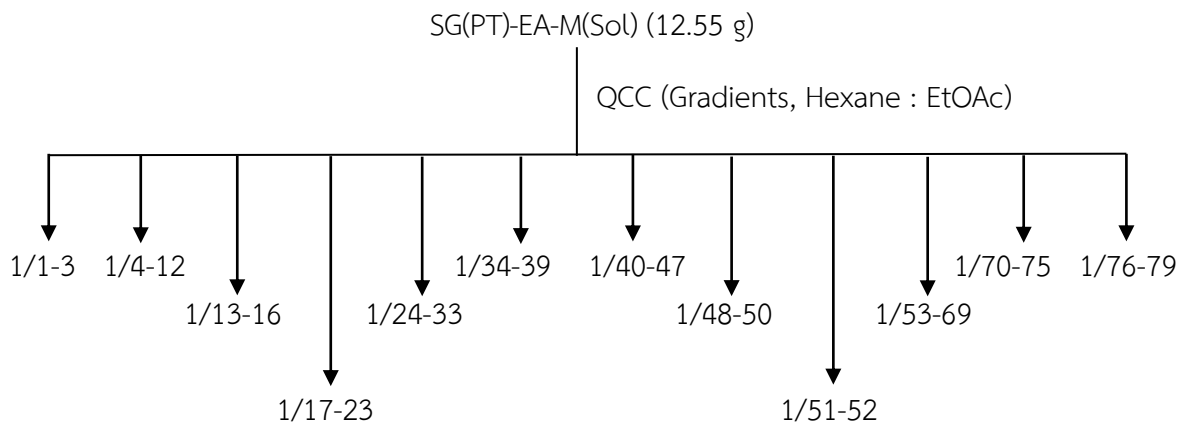 SG(PT)-EA-M(Sol) (12.55 g)
QCC (Gradients, Hexane : EtOAc)
1/1-3 1/4-12 1/34-39 1/40-47 1/70-75 1/76-79
1/13-16 1/24-33 1/48-50 1/53-69
1/17-23 1/51-52